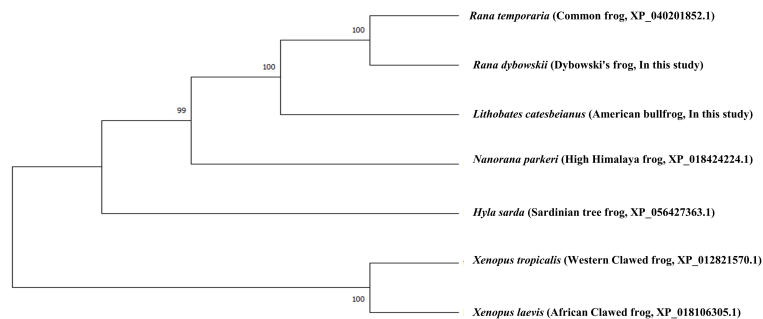 100
Rana temporaria (Common frog, XP_040201852.1)
100
Rana dybowskii (Dybowski's frog, In this study)
99
Lithobates catesbeianus (American bullfrog, In this study)
Nanorana parkeri (High Himalaya frog, XP_018424224.1)
Hyla sarda (Sardinian tree frog, XP_056427363.1)
Xenopus tropicalis (Western Clawed frog, XP_012821570.1)
100
Xenopus laevis (African Clawed frog, XP_018106305.1)